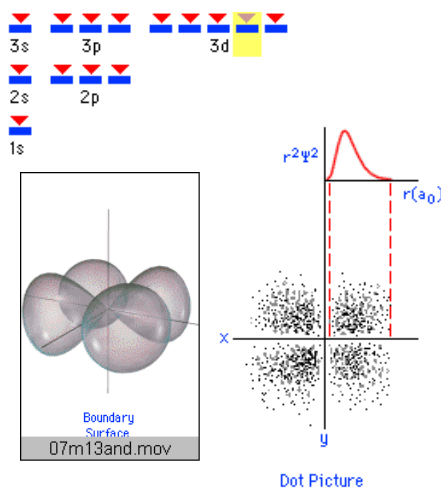 3s 3p 3d
2s 2p
1s
r²Ψ²
r(a₀)
x
y
Boundary
Surface
07m13and.mov
Dot Picture